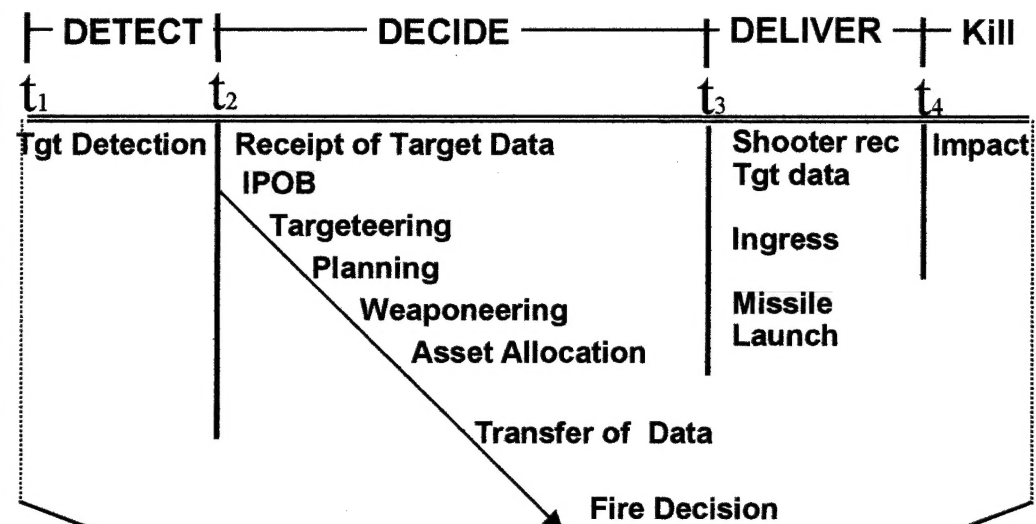 DETECT DECIDE DELIVER Kill
t1 t2 t3 t4
Tgt Detection
Receipt of Target Data
IPOB
Targeteering
Planning
Weaponeering
Asset Allocation
Transfer of Data
Fire Decision
Shooter rec
Tgt data
Ingress
Missile
Launch
Impact